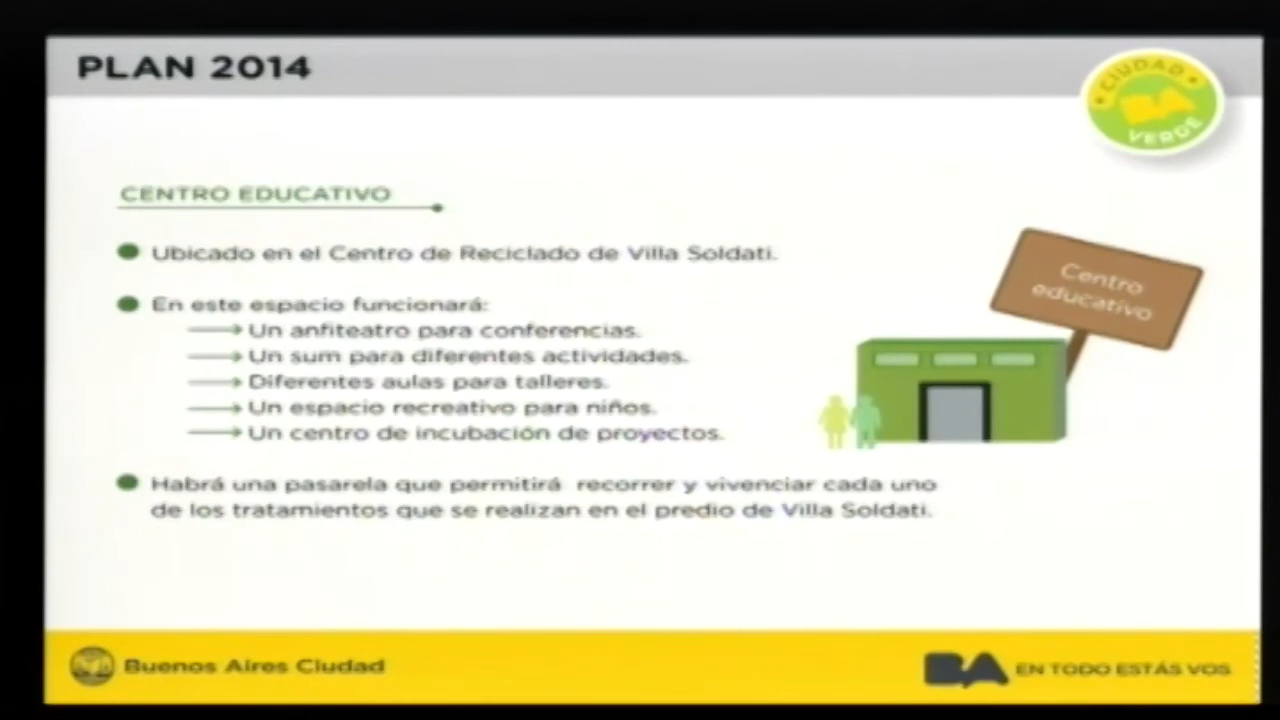 PLAN 2014
CIUDAD
BA
VERDE
CENTRO EDUCATIVO
Ubicado en el Centro de Reciclado de Villa Soldati.
En este espacio funcionará:
Un anfiteatro para conferencias.
Un sum para diferentes actividades.
Diferentes aulas para talleres.
Un espacio recreativo para niños.
Un centro de incubación de proyectos.
Habrá una pasarela que permitirá recorrer y vivenciar cada uno
de los tratamientos que se realizan en el predio de Villa Soldati.
Centro
educativo
Buenos Aires Ciudad
BA EN TODO ESTÁS VOS